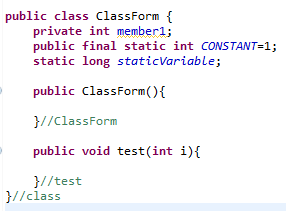 public class ClassForm {
private int member1;
public final static int CONSTANT=1;
static long staticVariable;
public ClassForm(){
}//ClassForm
public void test(int i){
}//test
}//class